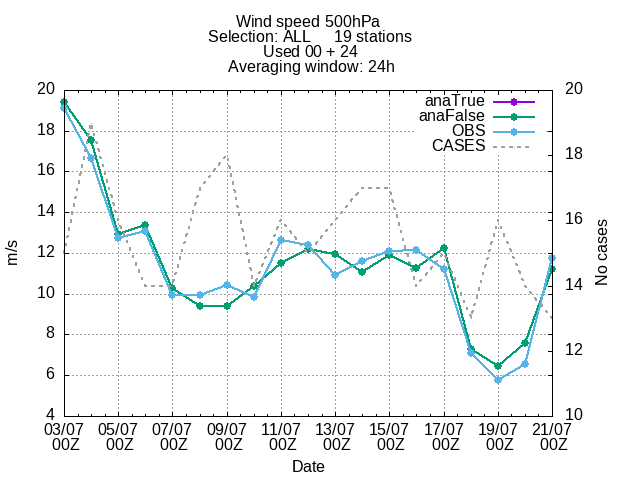 Wind speed 500hPa
Selection: ALL 19 stations
Used 00 + 24
Averaging window: 24h
anaTrue
anaFalse
OBS
CASES
20
18
16
14
12
10
8
6
4
20
18
16
14
12
10
m/s
No cases
03/07 05/07 07/07 09/07 11/07 13/07 15/07 17/07 19/07 21/07
00Z 00Z 00Z 00Z 00Z 00Z 00Z 00Z 00Z 00Z
Date